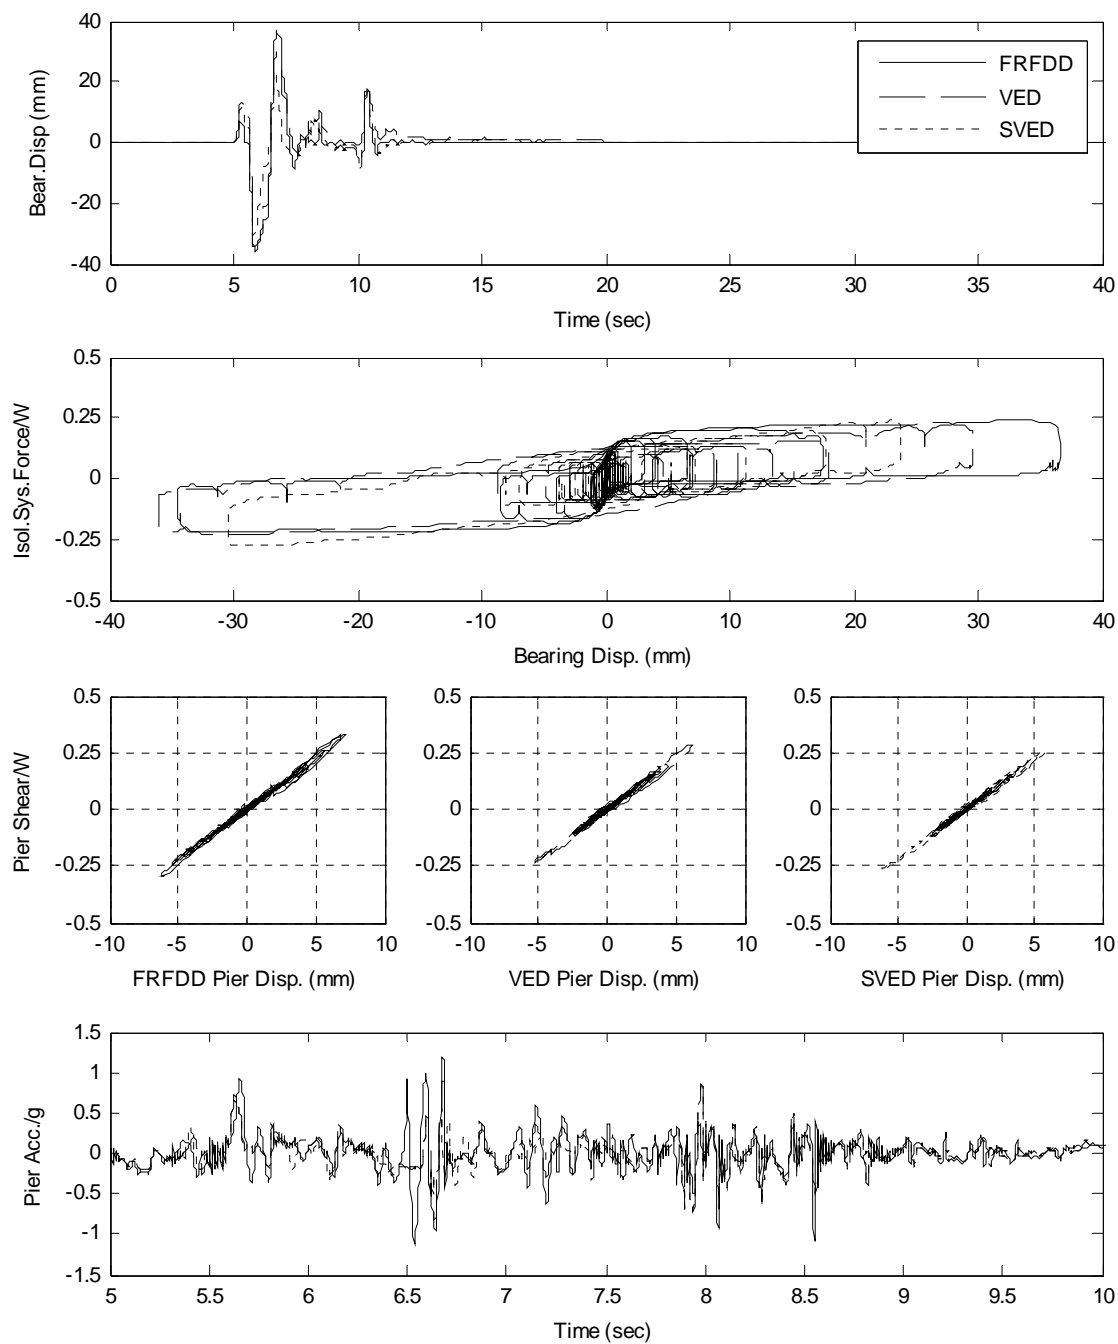 40
20
0
-20
-40
Bear.Disp (mm)
FRFDD
VED
SVED
0 5 10 15 20 25 30 35 40
Time (sec)
0.5
0.25
0
-0.25
-0.5
Isol.Sys.Force/W
-40 -30 -20 -10 0 10 20 30 40
Bearing Disp. (mm)
0.5
0.25
0
-0.25
-0.5
Pier Shear/W
-10 -5 0 5 10
FRFDD Pier Disp. (mm)
0.5
0.25
0
-0.25
-0.5
-10 -5 0 5 10
VED Pier Disp. (mm)
0.5
0.25
0
-0.25
-0.5
-10 -5 0 5 10
SVED Pier Disp. (mm)
1.5
1
0.5
0
-0.5
-1
-1.5
Pier Acc./g
5 5.5 6 6.5 7 7.5 8 8.5 9 9.5 10
Time (sec)